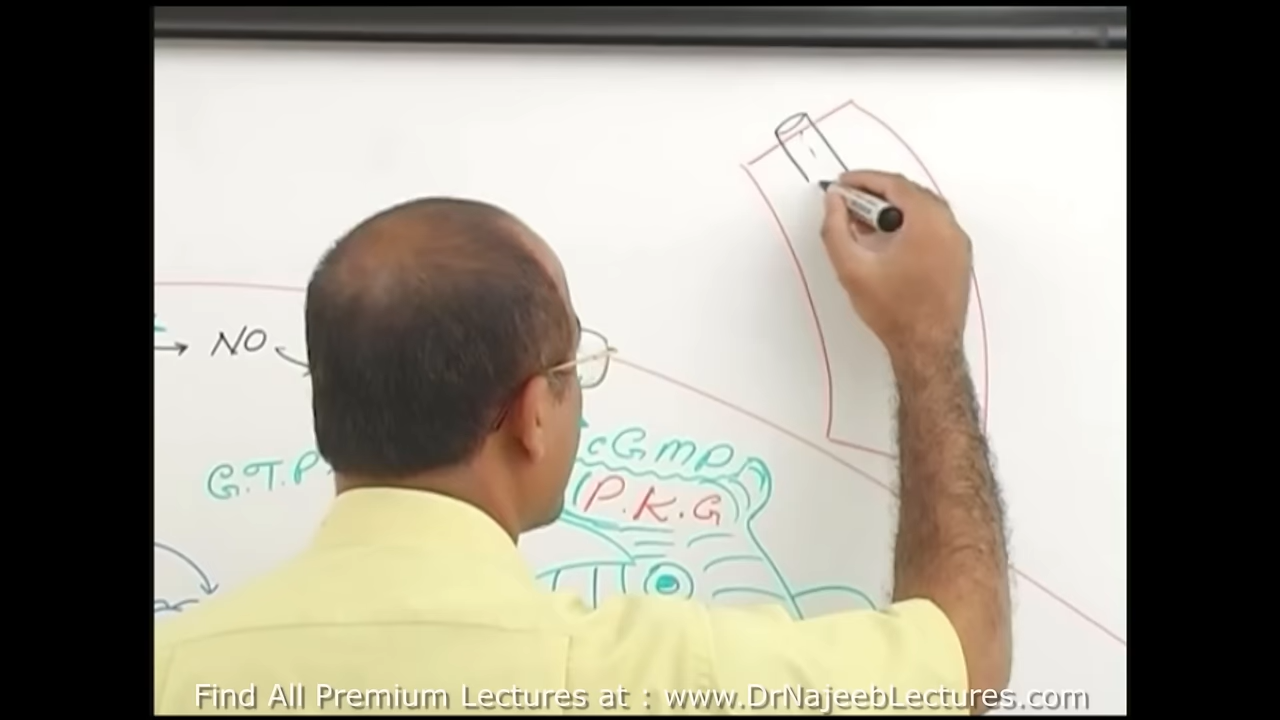 NO
cGMP
G.T.P
P.K.G
Find All Premium Lectures at : www.DrNajeebLectures.com